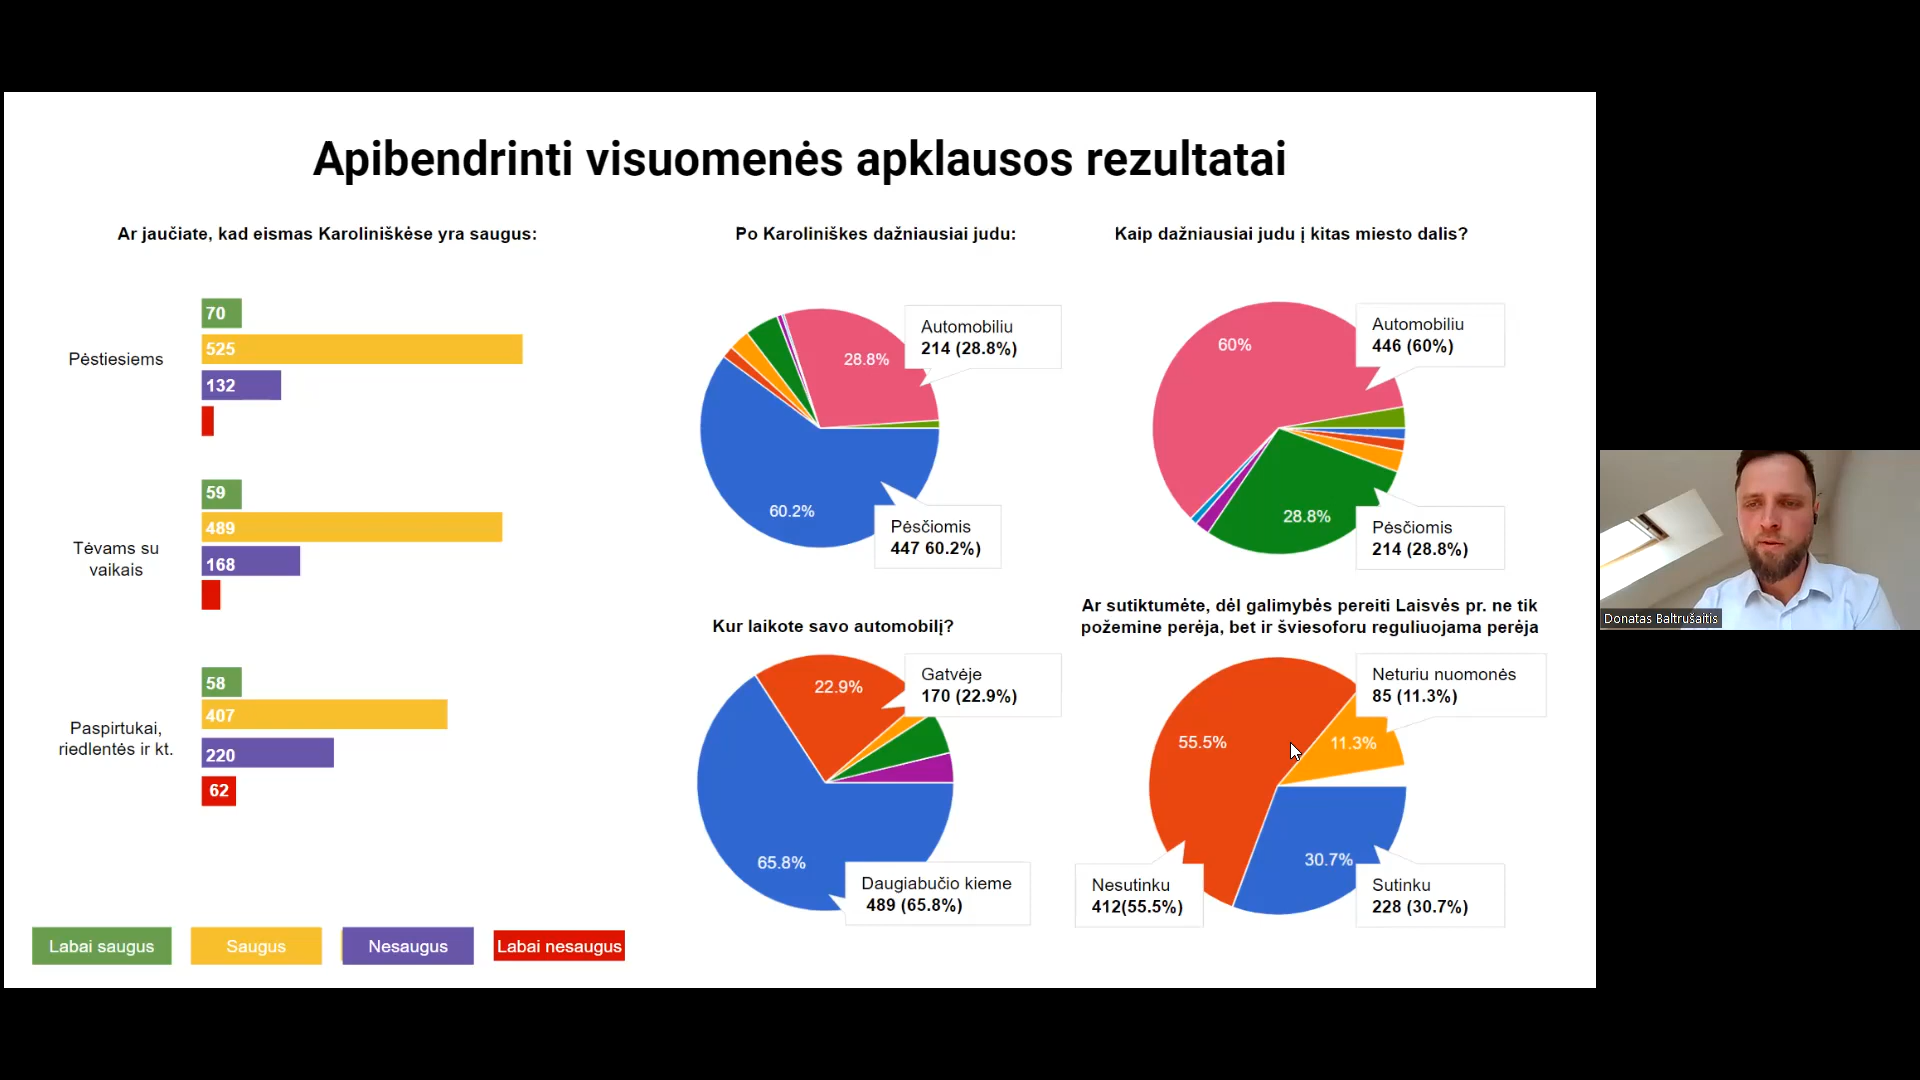 Apibendrinti visuomenės apklausos rezultatai
Ar jaučiate, kad eismas Karoliniškėse yra saugus:
Pėstiesiems
70
525
132
Tėvams su
vaikais
59
489
168
Paspirtukai,
riedlentės ir kt.
58
407
220
62
Labai saugus
Saugus
Nesaugus
Labai nesaugus
Po Karoliniškes dažniausiai judu:
28.8%
Automobiliu
214 (28.8%)
60.2%
Pėsčiomis
447 60.2%)
Kaip dažniausiai judu į kitas miesto dalis?
60%
Automobiliu
446 (60%)
28.8%
Pėsčiomis
214 (28.8%)
Kur laikote savo automobilį?
22.9%
Gatvėje
170 (22.9%)
65.8%
Daugiabučio kieme
489 (65.8%)
Ar sutiktumėte, dėl galimybės pereiti Laisvės pr. ne tik
požemine perėja, bet ir šviesoforu reguliuojama perėja
55.5%
Neturiu nuomonės
85 (11.3%)
11.3%
30.7%
Nesutinku
412(55.5%)
Sutinku
228 (30.7%)
Donatas Baltrušaitis